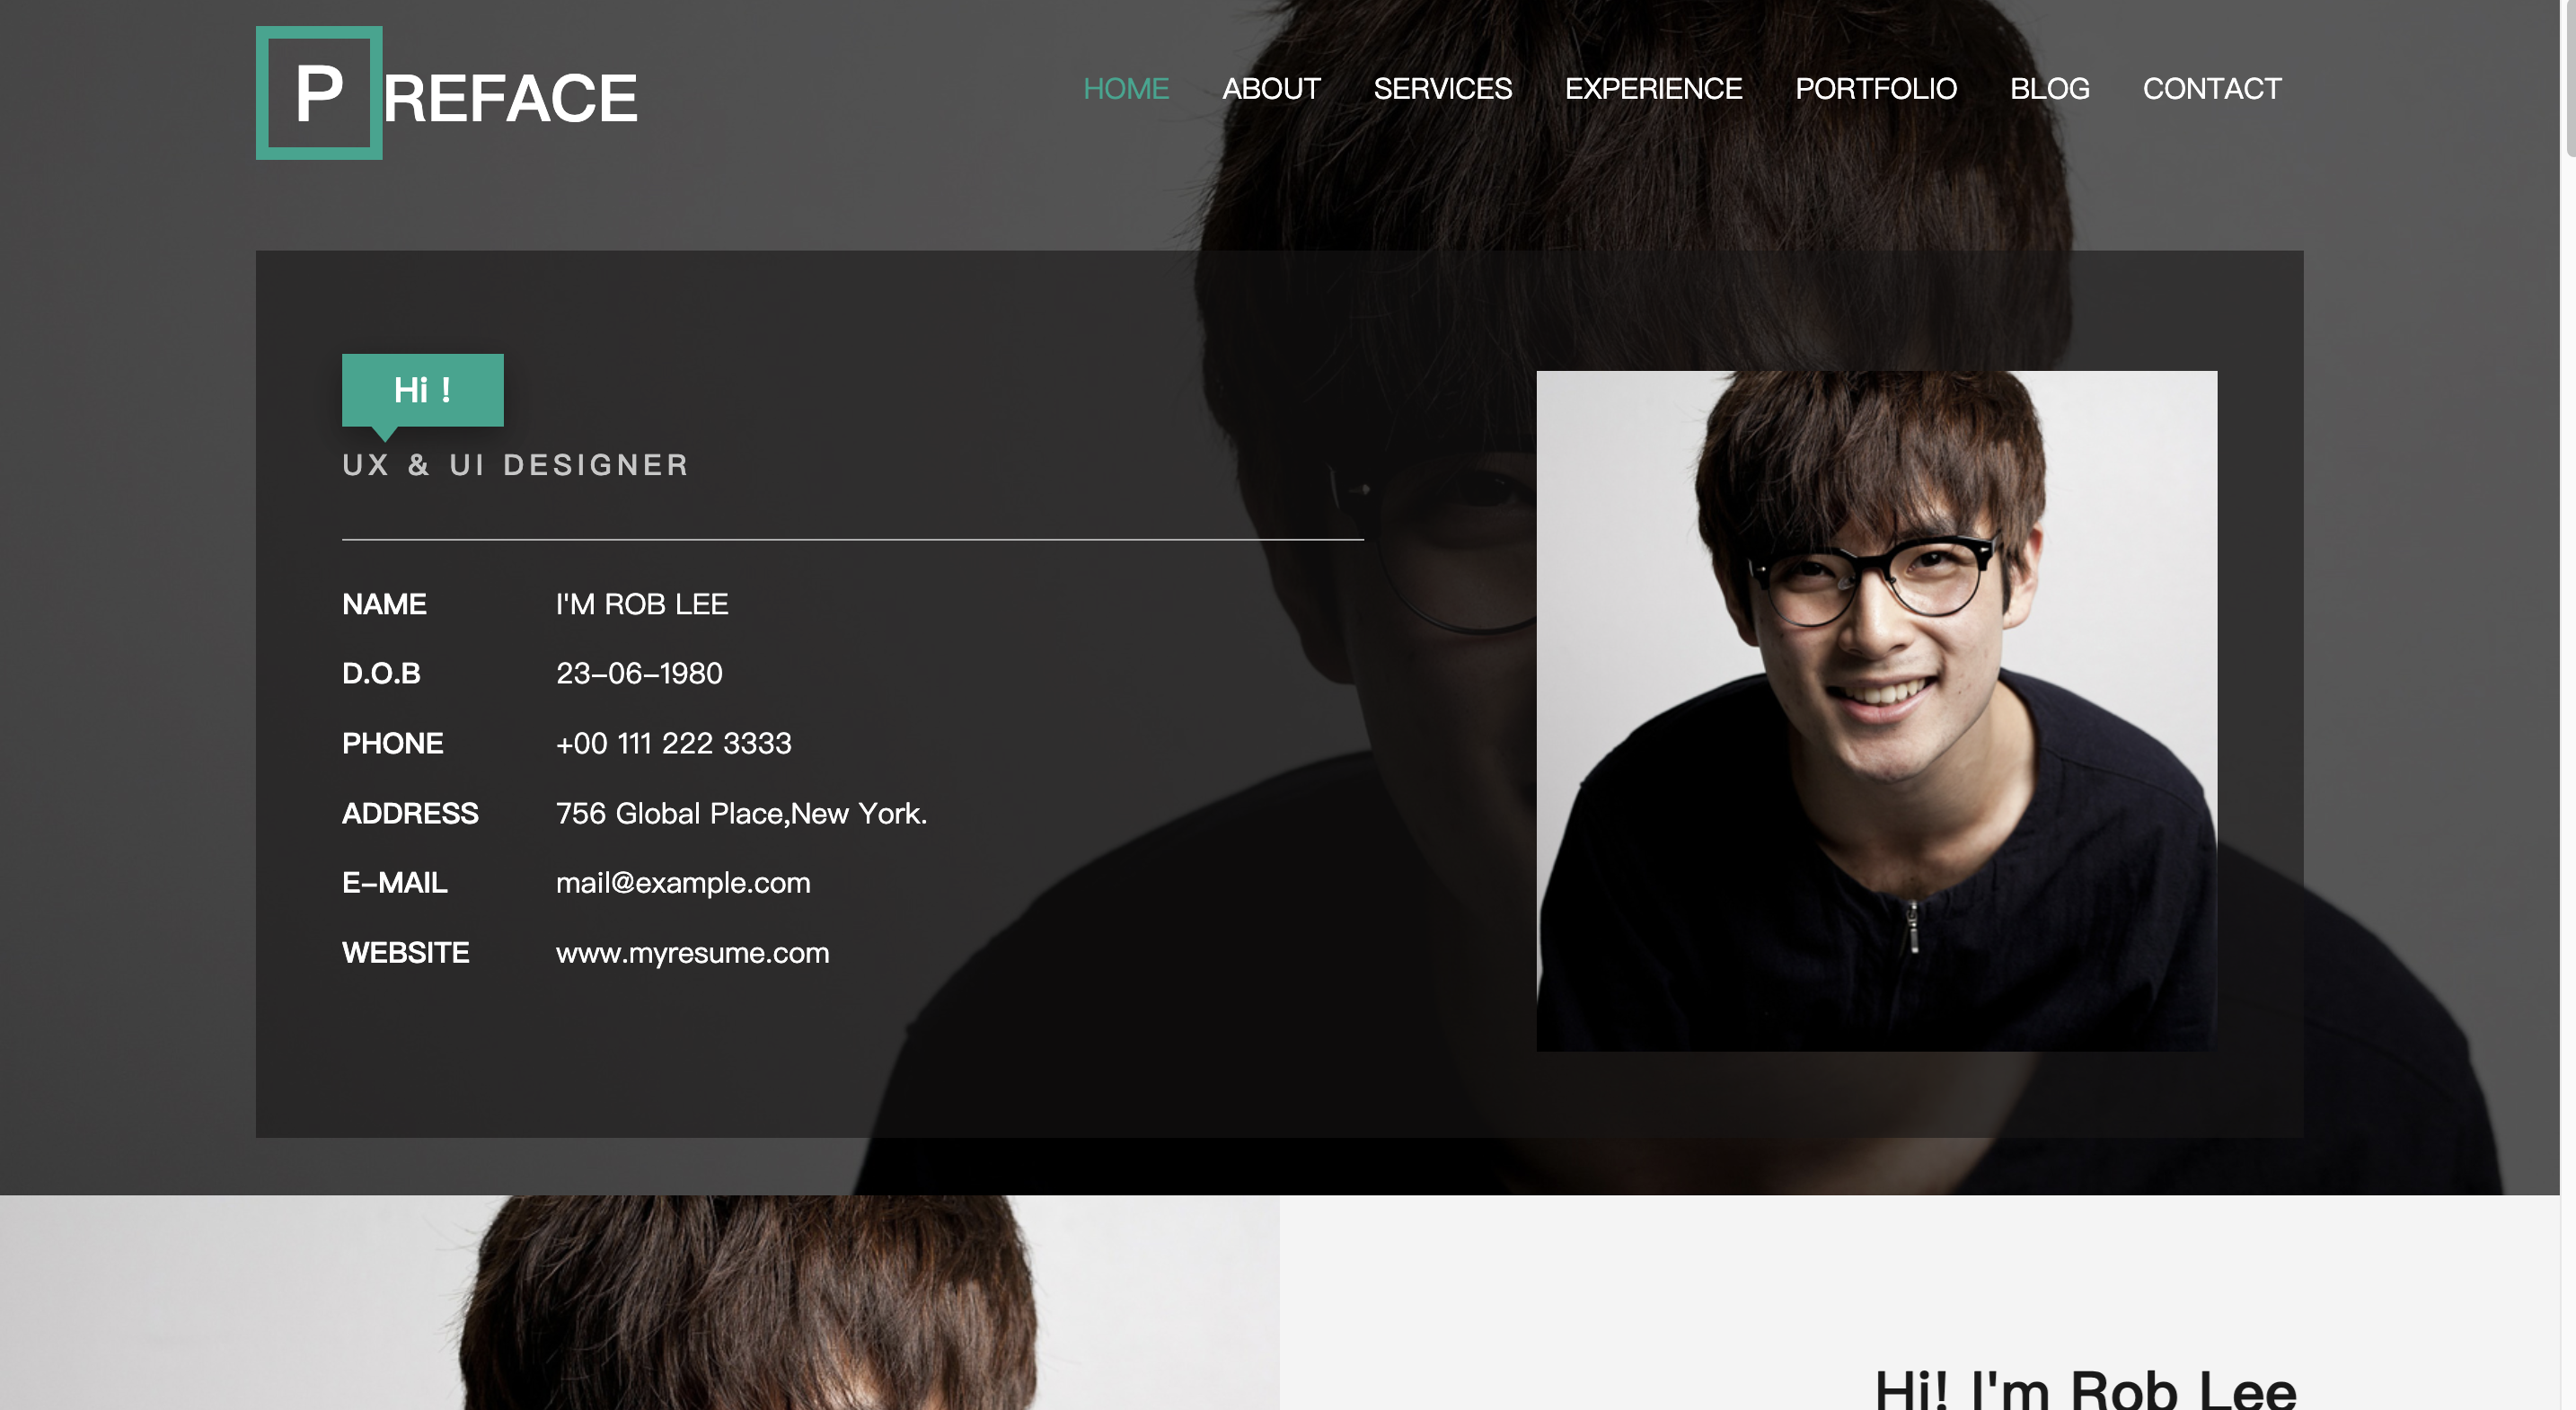 PREFACE
HOME ABOUT SERVICES EXPERIENCE PORTFOLIO BLOG CONTACT
Hi !
UX & UI DESIGNER
NAME I'M ROB LEE
D.O.B 23-06-1980
PHONE +00 111 222 3333
ADDRESS 756 Global Place,New York.
E-MAIL mail@example.com
WEBSITE www.myresume.com
Hi! I'm Rob Lee